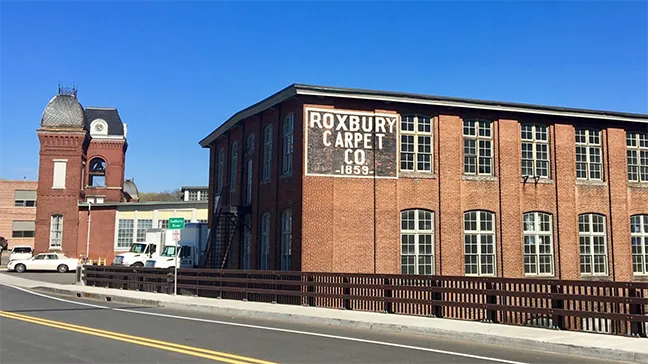 ROXBURY
CARPET
CO.
-1859-